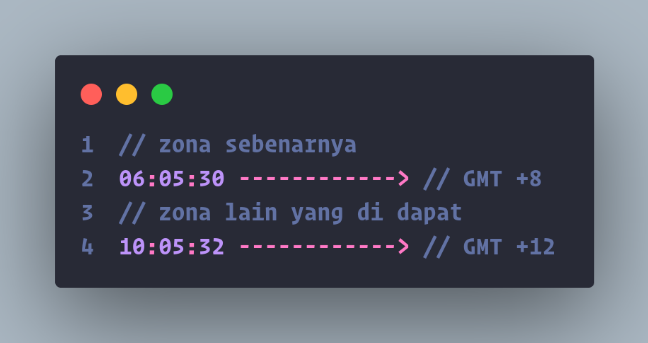 1 // zona sebenarnya
2 06:05:30 ------------> // GMT +8
3 // zona lain yang di dapat
4 10:05:32 ------------> // GMT +12